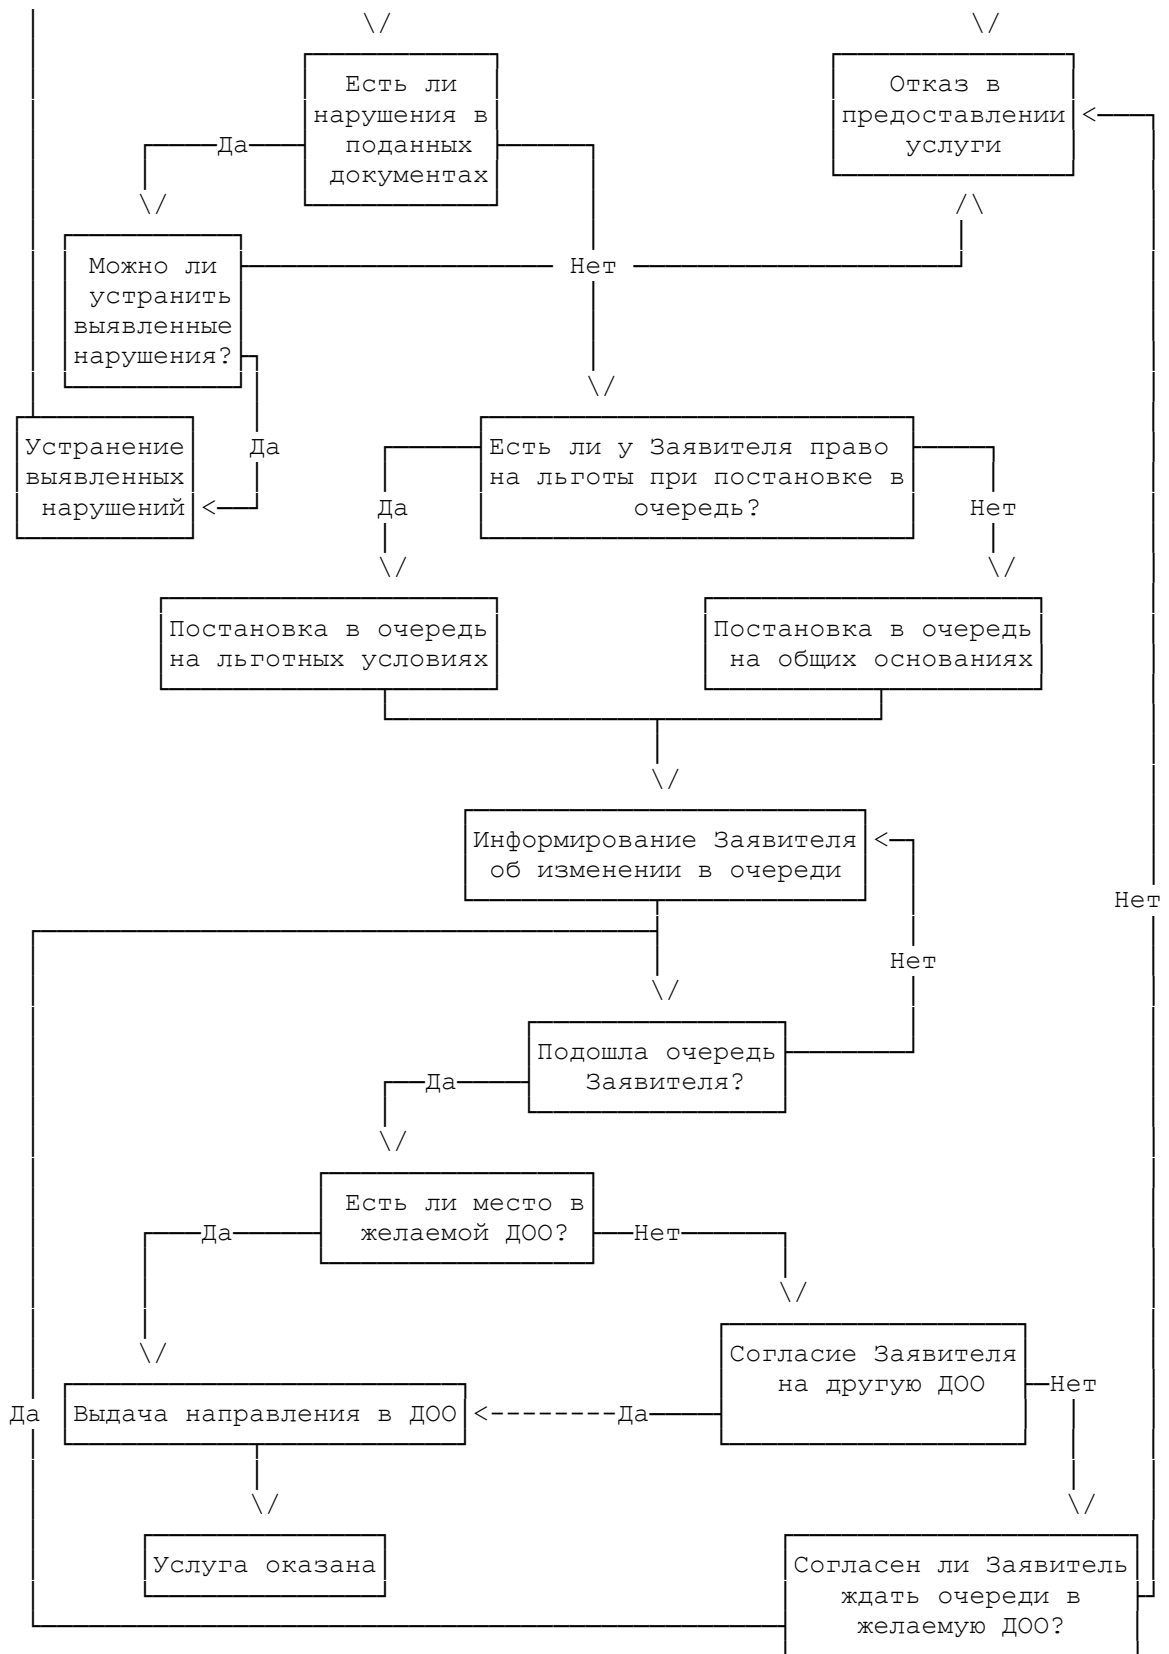 Есть ли
нарушения в
поданных
документах
Отказ в
предоставлении
услуги
Да
Можно ли
устранить
выявленные
нарушения?
Нет
Устранение
выявленных
нарушений
Да
Есть ли у Заявителя право
на льготы при постановке в
очередь?
Да
Нет
Постановка в очередь
на льготных условиях
Постановка в очередь
на общих основаниях
Информирование Заявителя
об изменении в очереди
Нет
Нет
Подошла очередь
Заявителя?
Да
Есть ли место в
желаемой ДОО?
Да
Нет
Согласие Заявителя
на другую ДОО
Нет
Да
Выдача направления в ДОО
Да
Услуга оказана
Согласен ли Заявитель
ждать очереди в
желаемую ДОО?